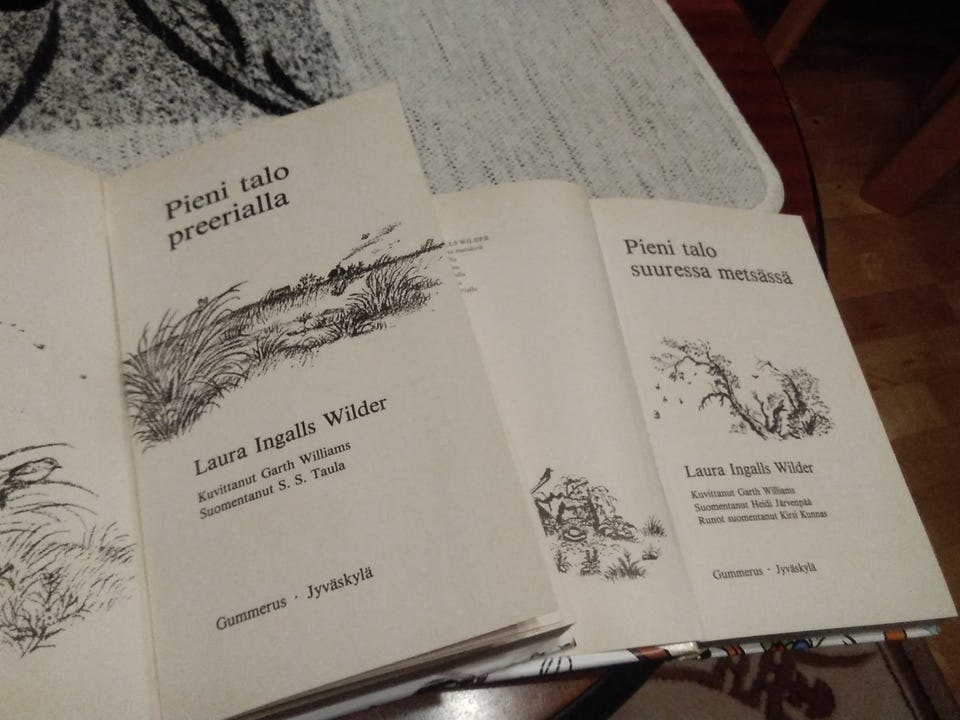 Pieni talo
preerialla
Laura Ingalls Wilder
Kuvittanut Garth Williams
Suomentanut S. S. Taula
Gummerus · Jyväskylä
WILDER
Pieni talo
suuressa metsässä
Laura Ingalls Wilder
Kuvittanut Garth Williams
Suomentanut Heidi Järvenpää
Runot suomentanut Kirsi Kunnas
Gummerus · Jyväskylä